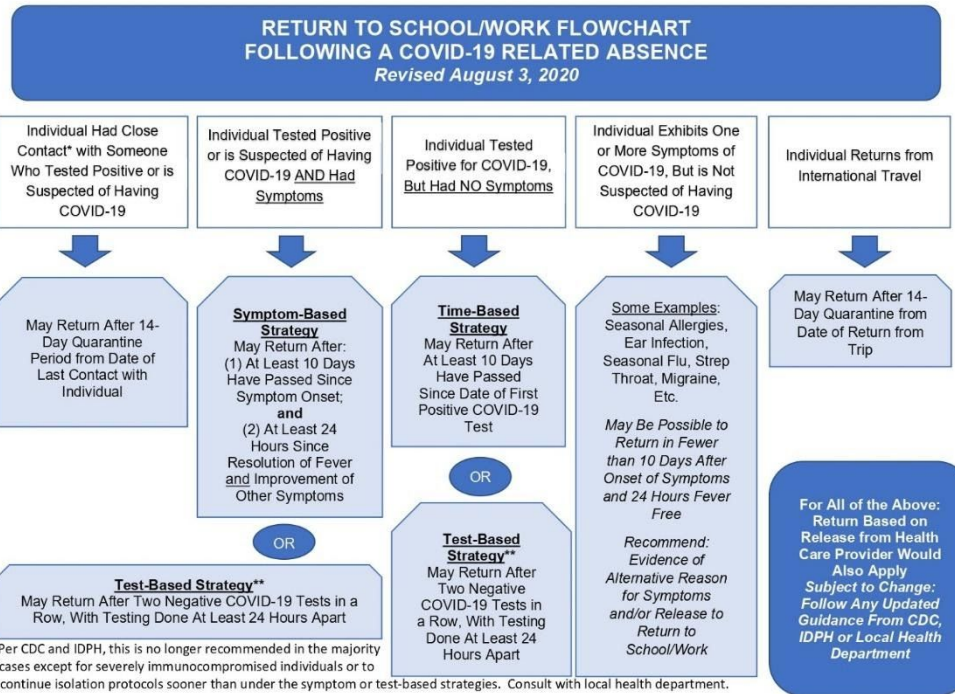 RETURN TO SCHOOL/WORK FLOWCHART
FOLLOWING A COVID-19 RELATED ABSENCE
Revised August 3, 2020
Individual Had Close
Contact* with Someone
Who Tested Positive or is
Suspected of Having
COVID-19
Individual Tested Positive
or is Suspected of Having
COVID-19 AND Had
Symptoms
Individual Tested
Positive for COVID-19,
But Had NO Symptoms
Individual Exhibits One
or More Symptoms of
COVID-19, But is Not
Suspected of Having
COVID-19
Individual Returns from
International Travel
May Return After 14-
Day Quarantine
Period from Date of
Last Contact with
Individual
Symptom-Based
Strategy
May Return After:
(1) At Least 10 Days
Have Passed Since
Symptom Onset;
and
(2) At Least 24
Hours Since
Resolution of Fever
and Improvement of
Other Symptoms
OR
Test-Based Strategy**
May Return After Two Negative COVID-19 Tests in a
Row, With Testing Done At Least 24 Hours Apart
Time-Based
Strategy
May Return After
At Least 10 Days
Have Passed
Since Date of First
Positive COVID-19
Test
OR
Test-Based
Strategy**
May Return After
Two Negative
COVID-19 Tests in
a Row, With Testing
Done At Least 24
Hours Apart
Some Examples:
Seasonal Allergies,
Ear Infection,
Seasonal Flu, Strep
Throat, Migraine,
Etc.
May Be Possible to
Return in Fewer
than 10 Days After
Onset of Symptoms
and 24 Hours Fever
Free
Recommend:
Evidence of
Alternative Reason
for Symptoms
and/or Release to
Return to
School/Work
May Return After 14-
Day Quarantine from
Date of Return from
Trip
For All of the Above:
Return Based on
Release from Health
Care Provider Would
Also Apply
Subject to Change:
Follow Any Updated
Guidance From CDC,
IDPH or Local Health
Department
Per CDC and IDPH, this is no longer recommended in the majority
cases except for severely immunocompromised individuals or to
continue isolation protocols sooner than under the symptom or test-based strategies. Consult with local health department.